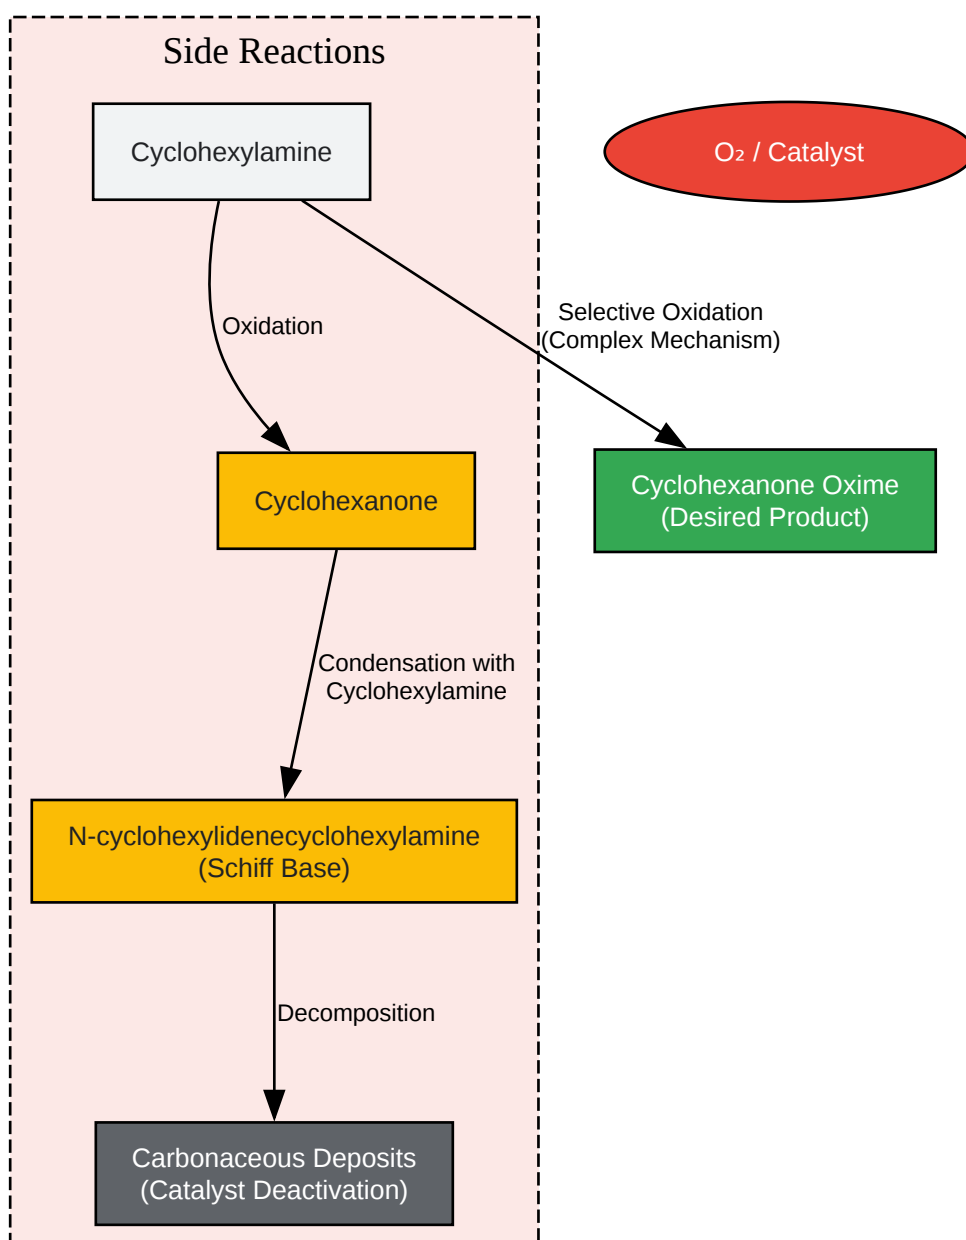 Side Reactions
Cyclohexylamine
O₂ / Catalyst
Oxidation
Selective Oxidation
(Complex Mechanism)
Cyclohexanone
Cyclohexanone Oxime
(Desired Product)
Condensation with
Cyclohexylamine
N-cyclohexylidenecyclohexylamine
(Schiff Base)
Decomposition
Carbonaceous Deposits
(Catalyst Deactivation)